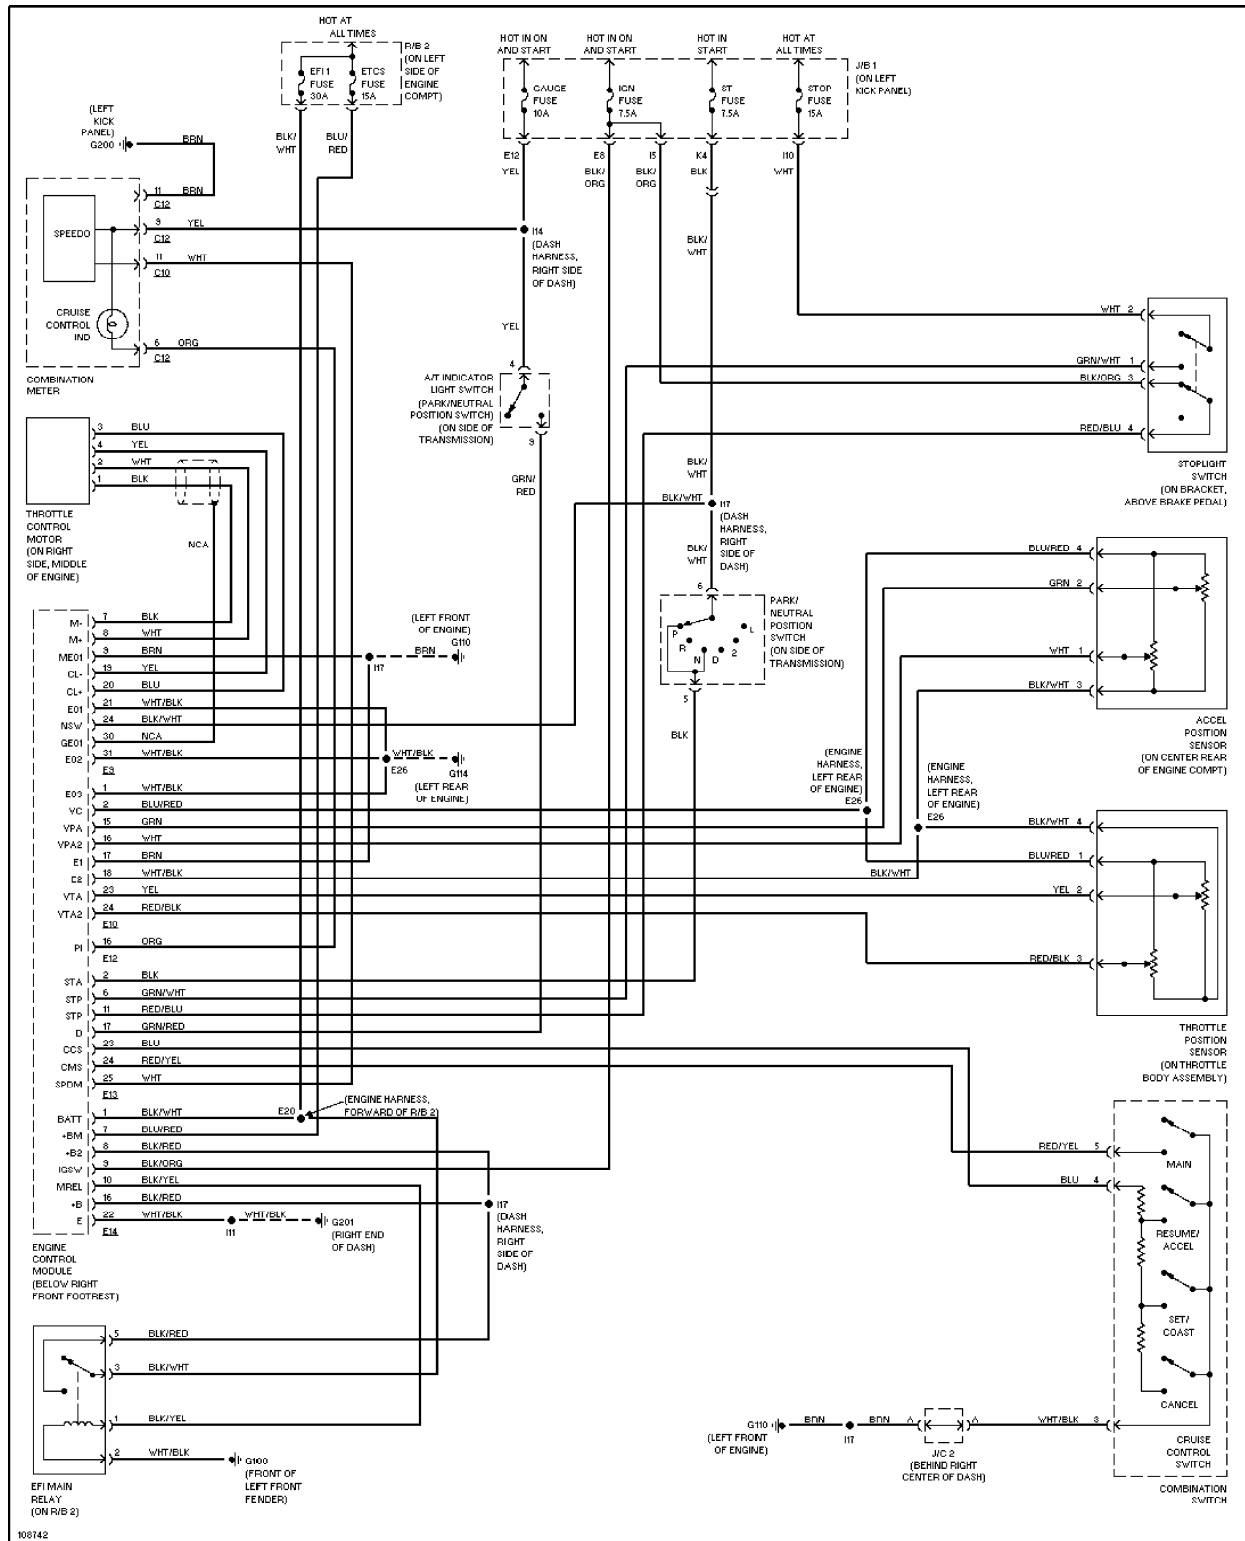 HOT AT
ALL TIMES
R/B 2
(ON LEFT
SIDE OF
ENGINE
COMPT)
EFI 1
FUSE
30A
ETCS
FUSE
15A
HOT IN ON
AND START
HOT IN ON
AND START
HOT IN
START
HOT AT
ALL TIMES
J/B 1
(ON LEFT
KICK PANEL)
GAUGE
FUSE
10A
IGN
FUSE
7.5A
ST
FUSE
7.5A
STOP
FUSE
15A
E12
E8
I5
K4
I10
YEL
BLK/
ORG
BLK/
ORG
BLK
WHT
(LEFT
KICK
PANEL)
G200
BRN
BLK/
WHT
BLU/
RED
11
BRN
C12
9
YEL
C12
11
WHT
C10
6
ORG
C12
SPEEDO
CRUISE
CONTROL
IND
COMBINATION
METER
I14
(DASH
HARNESS,
RIGHT SIDE
OF DASH)
BLK/
WHT
YEL
4
A/T INDICATOR
LIGHT SWITCH
(PARK/NEUTRAL
POSITION SWITCH)
(ON SIDE OF
TRANSMISSION)
9
GRN/
RED
WHT 2
GRN/WHT 1
BLK/ORG 3
RED/BLU 4
STOPLIGHT
SWITCH
(ON BRACKET,
ABOVE BRAKE PEDAL)
3
BLU
4
YEL
2
WHT
1
BLK
THROTTLE
CONTROL
MOTOR
(ON RIGHT
SIDE, MIDDLE
OF ENGINE)
NCA
BLK/
WHT
BLK/WHT
I17
(DASH
HARNESS,
RIGHT
SIDE OF
DASH)
BLK/
WHT
6
PARK/
NEUTRAL
POSITION
SWITCH
(ON SIDE OF
TRANSMISSION)
P
R
N
D
2
L
5
BLK
BLU/RED 4
GRN 2
WHT 1
BLK/WHT 3
ACCEL
POSITION
SENSOR
(ON CENTER REAR
OF ENGINE COMPT)
M- 7 BLK
M+ 8 WHT
ME01 9 BRN
CL- 19 YEL
CL+ 20 BLU
E01 21 WHT/BLK
NSW 24 BLK/WHT
GE01 30 NCA
E02 31 WHT/BLK
E9
(LEFT FRONT
OF ENGINE)
G110
BRN
I17
WHT/BLK
E26
G114
(LEFT REAR
OF ENGINE)
E03 1 WHT/BLK
VC 2 BLU/RED
VPA 15 GRN
VPA2 16 WHT
E1 17 BRN
E2 18 WHT/BLK
VTA 23 YEL
VTA2 24 RED/BLK
E10
(ENGINE
HARNESS,
LEFT REAR
OF ENGINE)
E26
(ENGINE
HARNESS,
LEFT REAR
OF ENGINE)
E26
BLK/WHT
BLK/WHT 4
BLU/RED 1
YEL 2
RED/BLK 3
THROTTLE
POSITION
SENSOR
(ON THROTTLE
BODY ASSEMBLY)
PI 16 ORG
E12
STA 2 BLK
STP 6 GRN/WHT
STP 11 RED/BLU
D 17 GRN/RED
CCS 23 BLU
CMS 24 RED/YEL
SPDM 25 WHT
E13
BATT 1 BLK/WHT
+BM 7 BLU/RED
+B2 8 BLK/RED
IGSW 9 BLK/ORG
MREL 10 BLK/YEL
+B 16 BLK/RED
E 22 WHT/BLK
E14
E20
(ENGINE HARNESS,
FORWARD OF R/B 2)
I11
WHT/BLK
G201
(RIGHT END
OF DASH)
I17
(DASH
HARNESS,
RIGHT
SIDE OF
DASH)
ENGINE
CONTROL
MODULE
(BELOW RIGHT
FRONT FOOTREST)
5
BLK/RED
3
BLK/WHT
1
BLK/YEL
2
WHT/BLK
G100
(FRONT OF
LEFT FRONT
FENDER)
EFI MAIN
RELAY
(ON R/B 2)
RED/YEL 5
MAIN
BLU 4
RESUME/
ACCEL
SET/
COAST
CANCEL
G110
(LEFT FRONT
OF ENGINE)
BRN
I17
BRN
A
A
J/C 2
(BEHIND RIGHT
CENTER OF DASH)
WHT/BLK 3
CRUISE
CONTROL
SWITCH
COMBINATION
SWITCH
108742